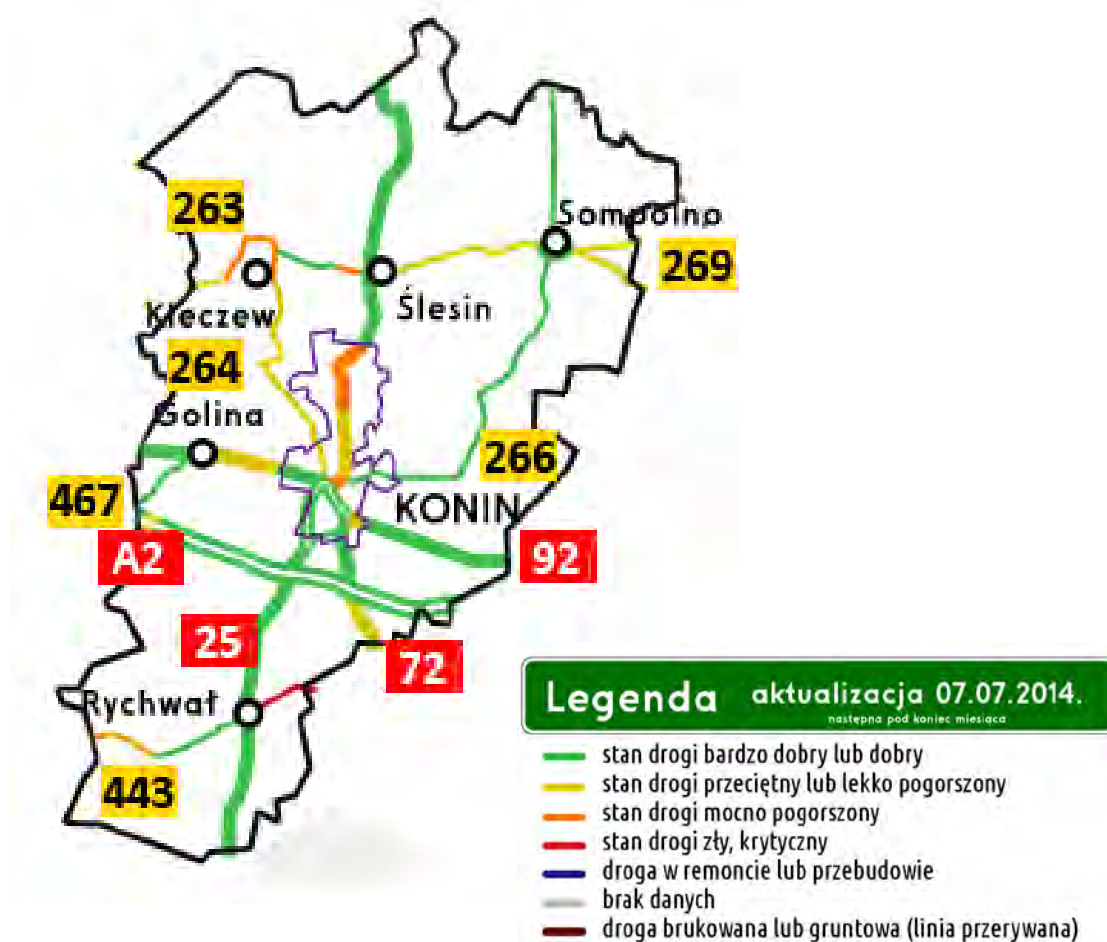 263
Sompolno
269
Ślesin
Kleczew
264
Golina
266
467
KONIN
A2
92
25
72
Rychwał
443
Legenda aktualizacja 07.07.2014.
następna pod koniec miesiąca
stan drogi bardzo dobry lub dobry
stan drogi przeciętny lub lekko pogorszony
stan drogi mocno pogorszony
stan drogi zły, krytyczny
droga w remoncie lub przebudowie
brak danych
droga brukowana lub gruntowa (linia przerywana)